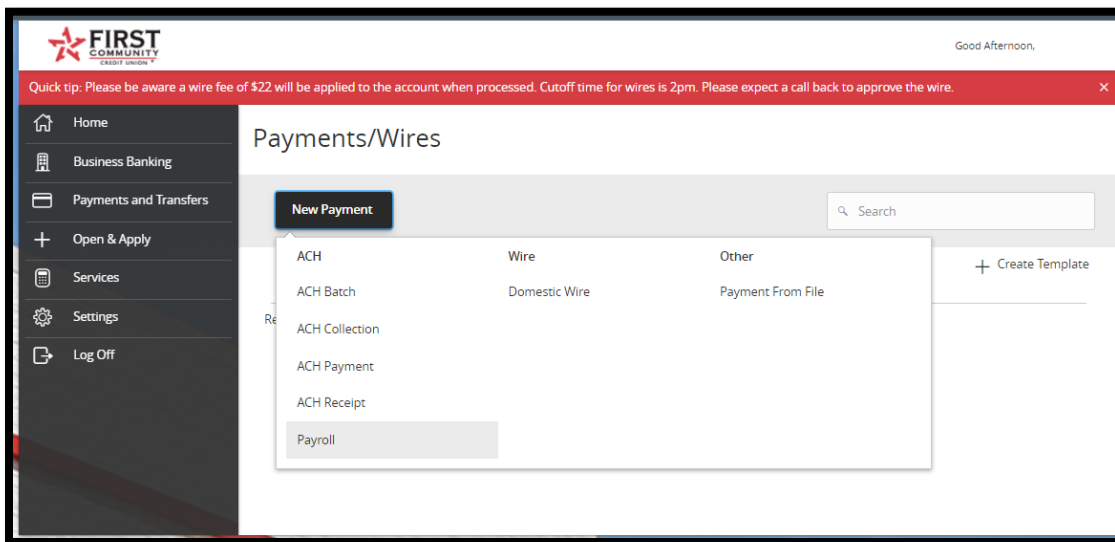 FIRST
COMMUNITY
CREDIT UNION
Good Afternoon,
Quick tip: Please be aware a wire fee of $22 will be applied to the account when processed. Cutoff time for wires is 2pm. Please expect a call back to approve the wire.
Home
Business Banking
Payments and Transfers
Open & Apply
Services
Settings
Log Off
Payments/Wires
New Payment
Search
Create Template
ACH
ACH Batch
ACH Collection
ACH Payment
ACH Receipt
Payroll
Wire
Domestic Wire
Other
Payment From File